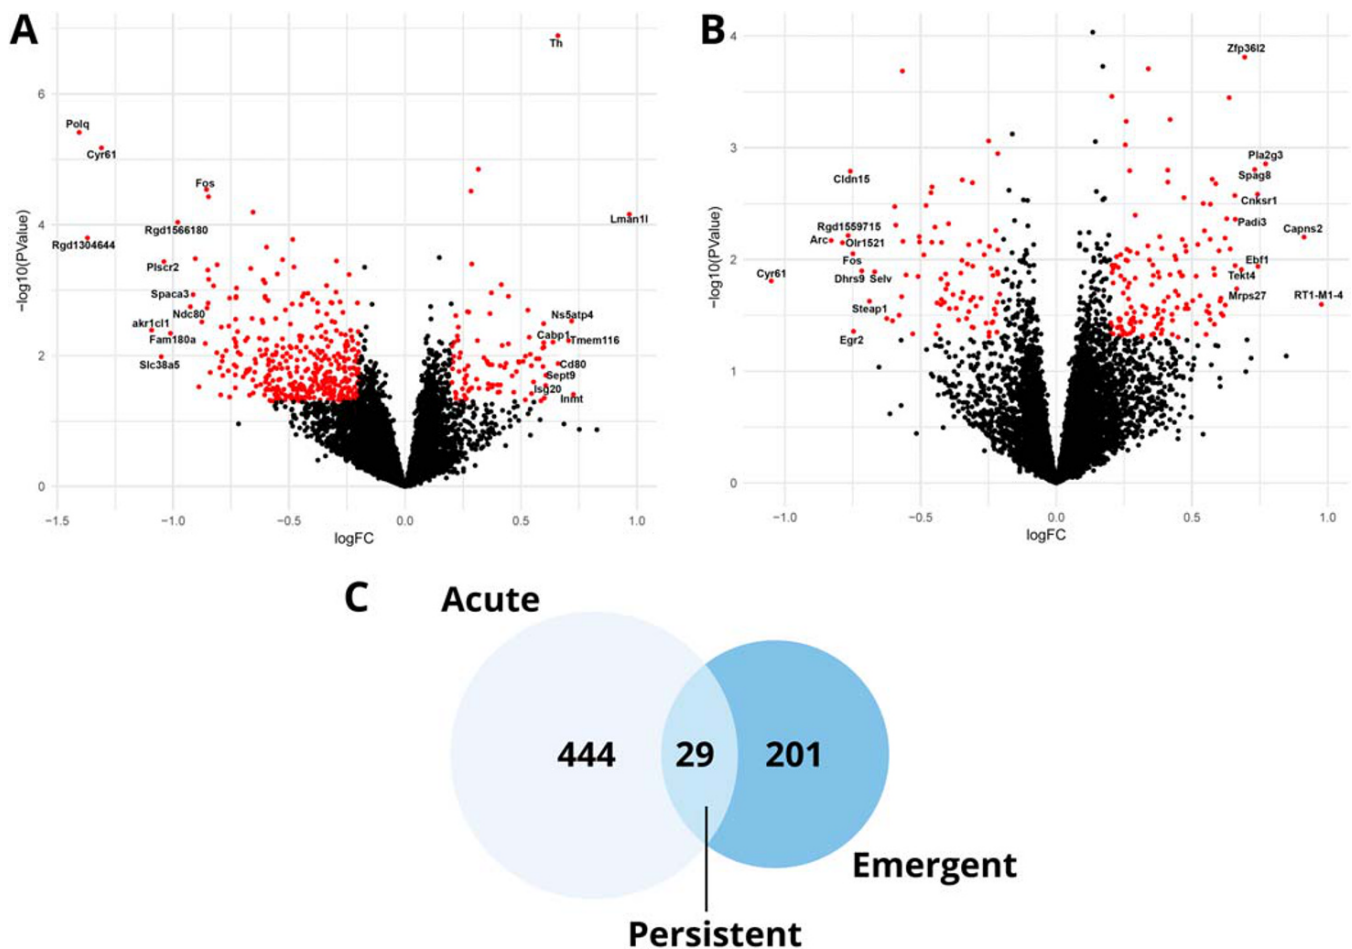 A
Th
6
Polq
Cyr61
Fos
Lman1l
4
Rgd1566180
Rgd1304644
Plscr2
Spaca3
Ndc80
Ns5atp4
akr1cl1
Cabp1
Tmem116
Fam180a
2
Slc38a5
Cd80
Sept9
Isg20
Inmt
0
−log10(PValue)
−1.5 −1.0 −0.5 0.0 0.5 1.0
logFC
B
4
Zfp36l2
3
Pla2g3
Cldn15
Spag8
Cnksr1
Rgd1559715
Padi3
Capns2
Arc
Olr1521
2
Fos
Ebf1
Cyr61
Dhrs9 Selv
Tekt4
Mrps27
RT1-M1-4
Steap1
Egr2
1
0
−log10(PValue)
−1.0 −0.5 0.0 0.5 1.0
logFC
C
Acute
444 29 201
Emergent
Persistent